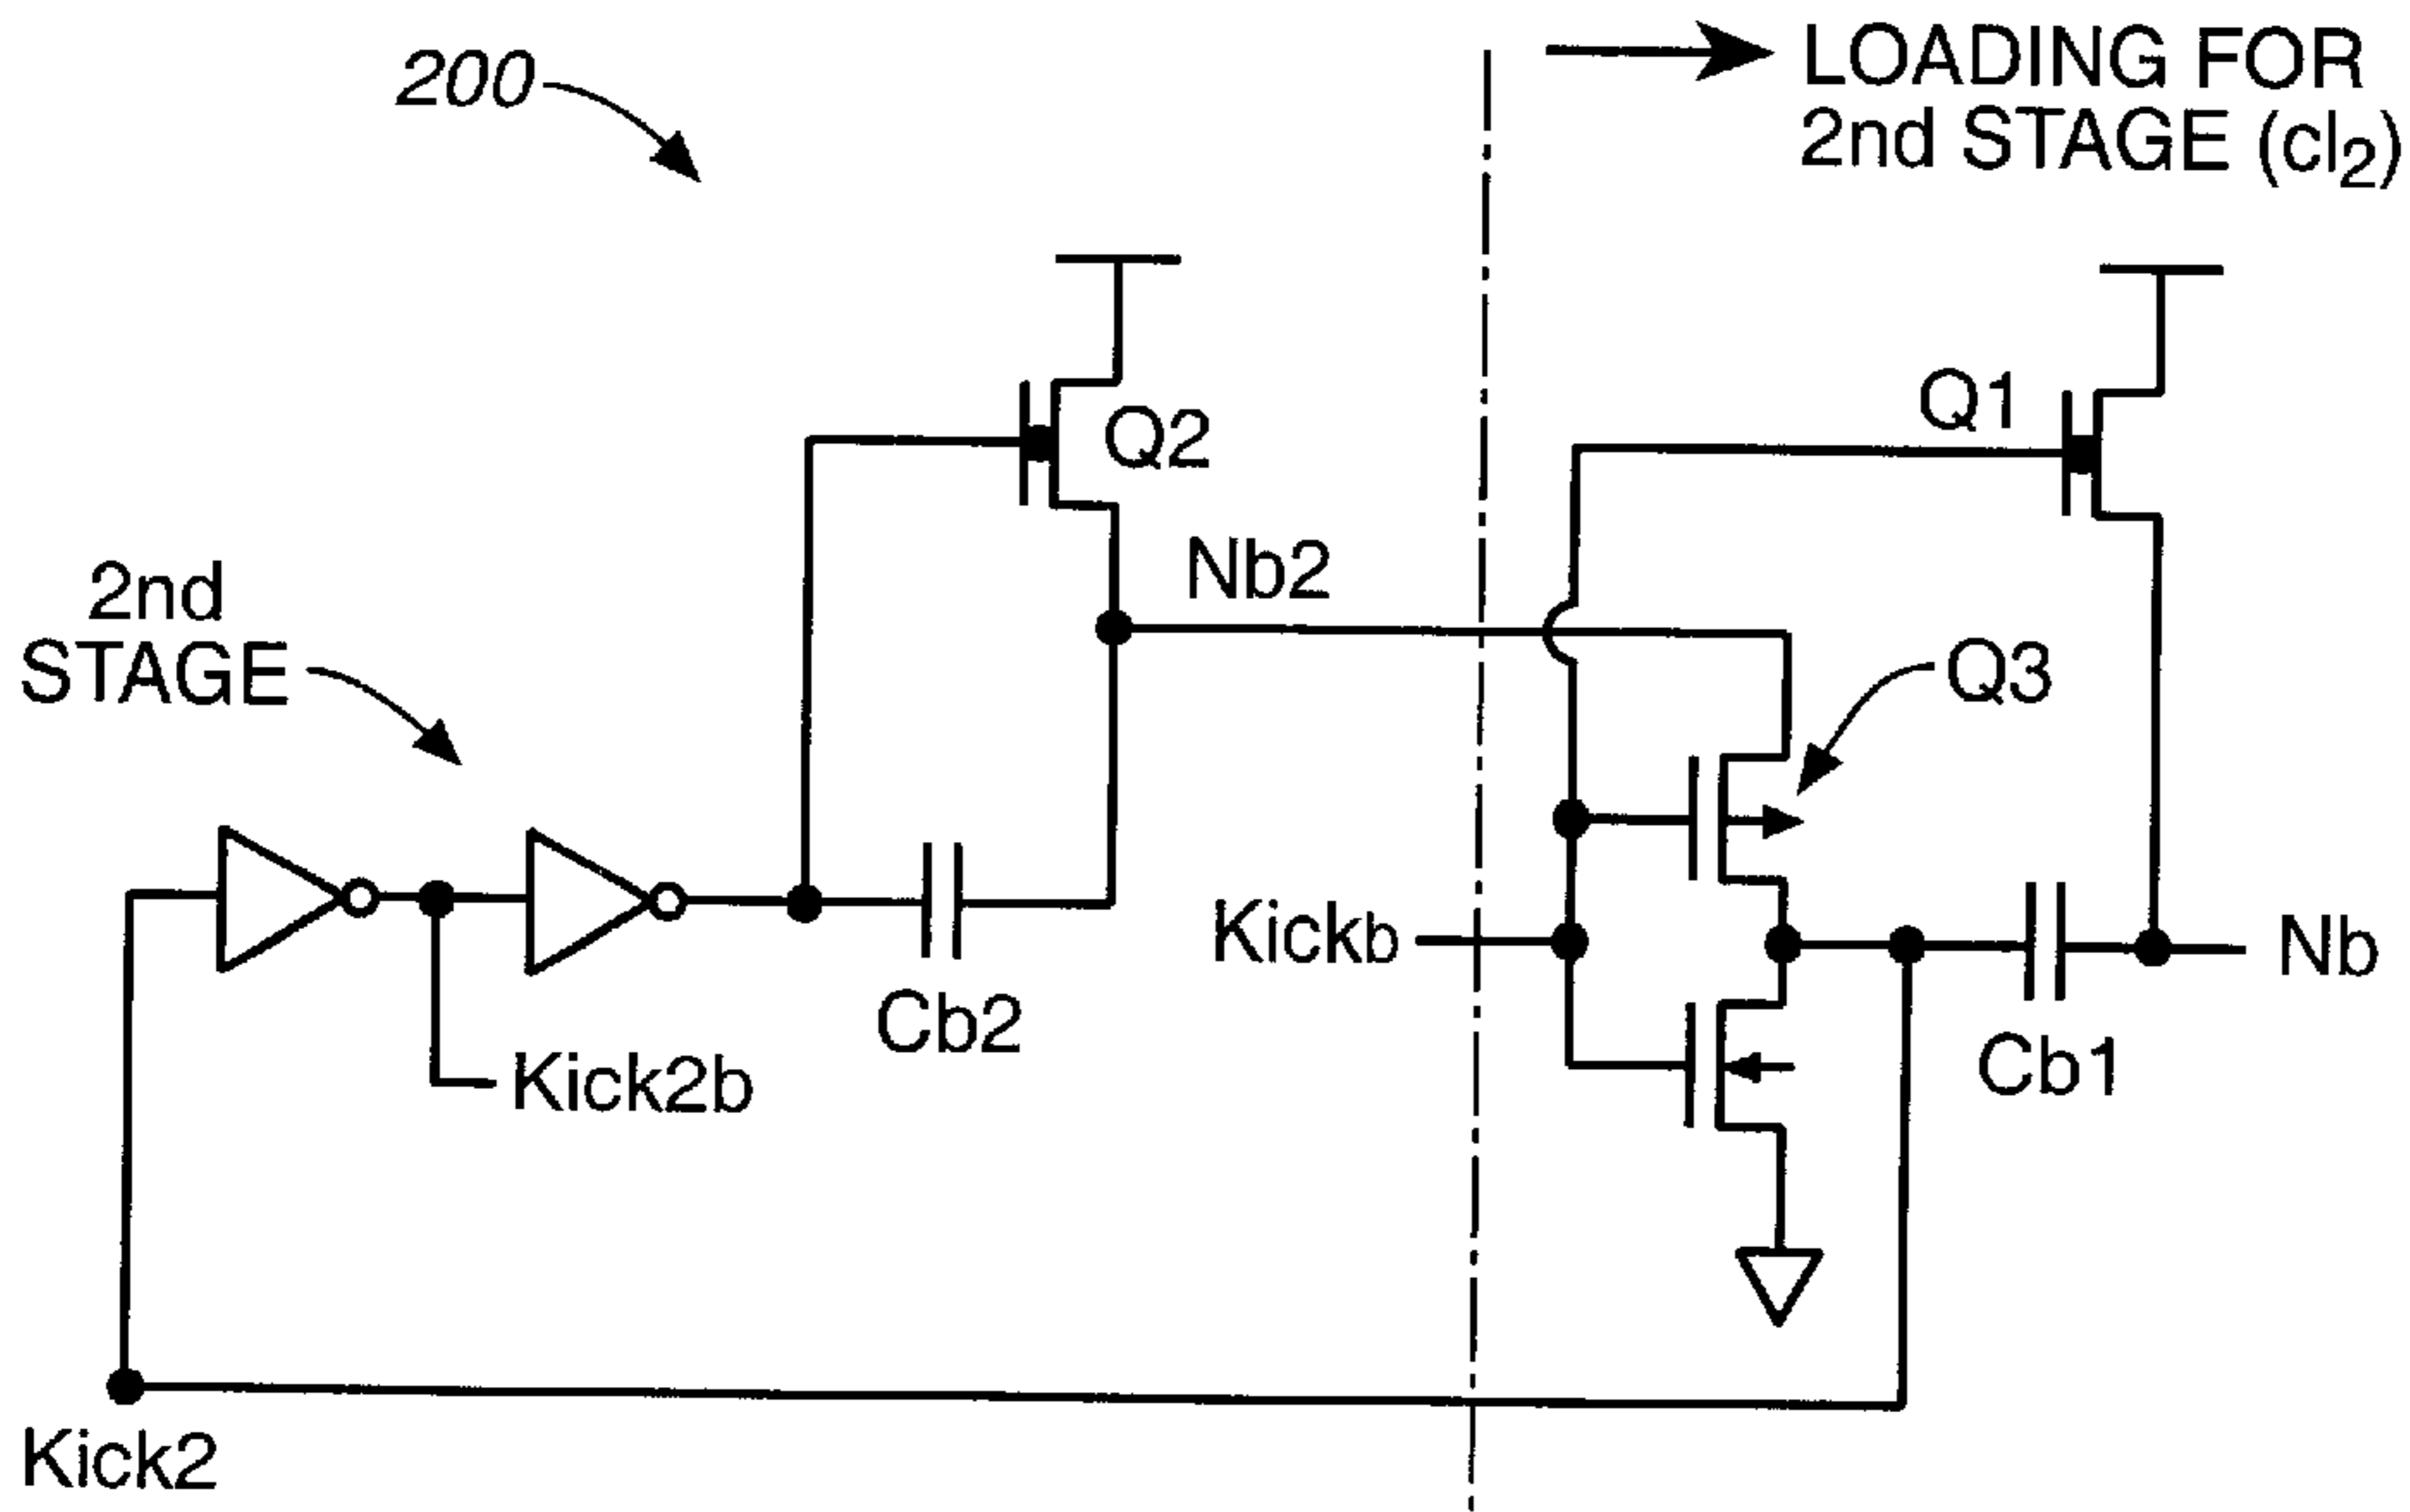 200
LOADING FOR
2nd STAGE (cl2)
Q1
Q2
Nb2
2nd
STAGE
Q3
Kickb
Nb
Cb2
Cb1
Kick2b
Kick2